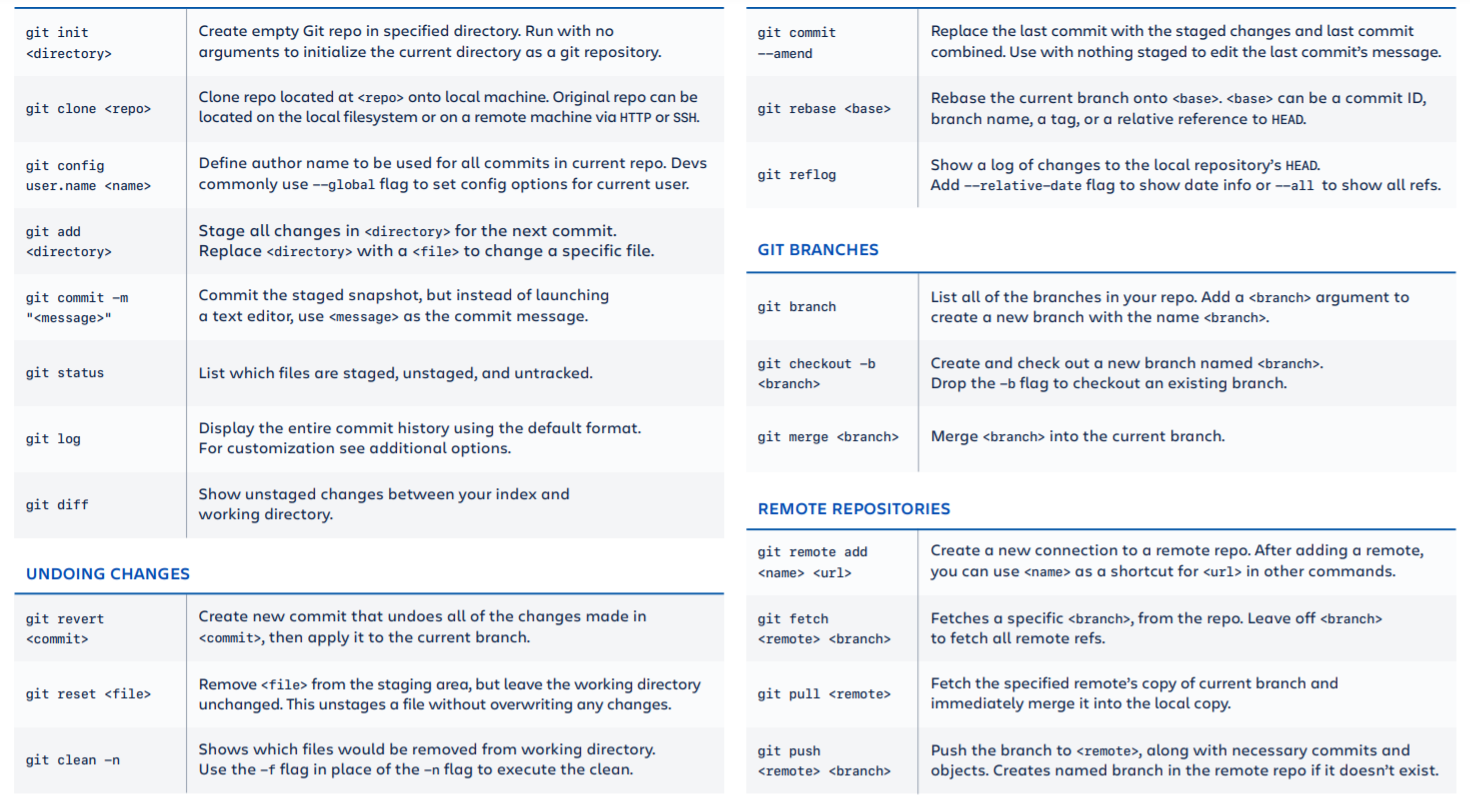 git init
<directory>
Create empty Git repo in specified directory. Run with no
arguments to initialize the current directory as a git repository.
git clone <repo>
Clone repo located at <repo> onto local machine. Original repo can be
located on the local filesystem or on a remote machine via HTTP or SSH.
git config
user.name <name>
Define author name to be used for all commits in current repo. Devs
commonly use --global flag to set config options for current user.
git add
<directory>
Stage all changes in <directory> for the next commit.
Replace <directory> with a <file> to change a specific file.
git commit -m
"<message>"
Commit the staged snapshot, but instead of launching
a text editor, use <message> as the commit message.
git status
List which files are staged, unstaged, and untracked.
git log
Display the entire commit history using the default format.
For customization see additional options.
git diff
Show unstaged changes between your index and
working directory.
UNDOING CHANGES
git revert
<commit>
Create new commit that undoes all of the changes made in
<commit>, then apply it to the current branch.
git reset <file>
Remove <file> from the staging area, but leave the working directory
unchanged. This unstages a file without overwriting any changes.
git clean -n
Shows which files would be removed from working directory.
Use the -f flag in place of the -n flag to execute the clean.
git commit
--amend
Replace the last commit with the staged changes and last commit
combined. Use with nothing staged to edit the last commit's message.
git rebase <base>
Rebase the current branch onto <base>. <base> can be a commit ID,
branch name, a tag, or a relative reference to HEAD.
git reflog
Show a log of changes to the local repository's HEAD.
Add --relative-date flag to show date info or --all to show all refs.
GIT BRANCHES
git branch
List all of the branches in your repo. Add a <branch> argument to
create a new branch with the name <branch>.
git checkout -b
<branch>
Create and check out a new branch named <branch>.
Drop the -b flag to checkout an existing branch.
git merge <branch>
Merge <branch> into the current branch.
REMOTE REPOSITORIES
git remote add
<name> <url>
Create a new connection to a remote repo. After adding a remote,
you can use <name> as a shortcut for <url> in other commands.
git fetch
<remote> <branch>
Fetches a specific <branch>, from the repo. Leave off <branch>
to fetch all remote refs.
git pull <remote>
Fetch the specified remote's copy of current branch and
immediately merge it into the local copy.
git push
<remote> <branch>
Push the branch to <remote>, along with necessary commits and
objects. Creates named branch in the remote repo if it doesn't exist.